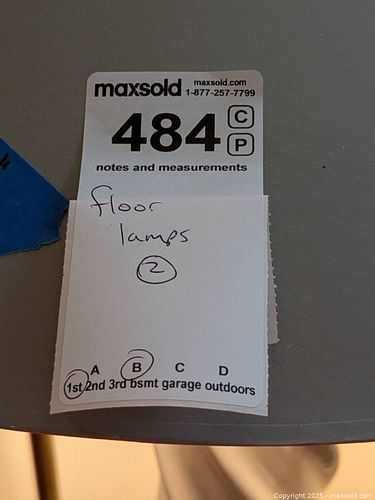 maxsold maxsold.com
1-877-257-7799
484 C
P
notes and measurements
floor
lamps
2
A B C D
1st 2nd 3rd bsmt garage outdoors
Copyright 2025 - maxsold.com